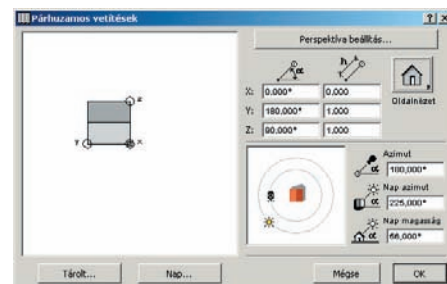 Párhuzamos vetítések
Perspektíva beállítás...
α h
X: 0,000° 0,000
Y: 180,000° 1,000
Z: 90,000° 1,000
Oldalnézet
z
y x
Azimut
α 180,000°
Nap azimut
α 225,000°
Nap magasság
α 66,000°
Tárolt... Nap... Mégse OK